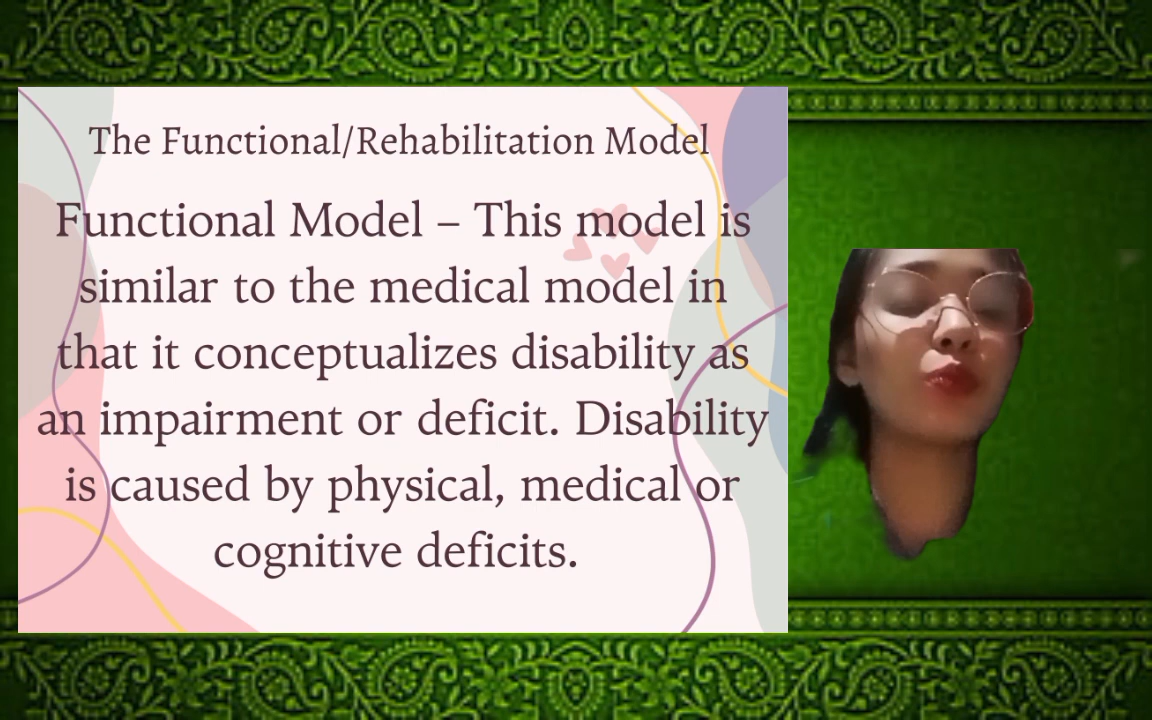 The Functional/Rehabilitation Model
Functional Model – This model is
similar to the medical model in
that it conceptualizes disability as
an impairment or deficit. Disability
is caused by physical, medical or
cognitive deficits.